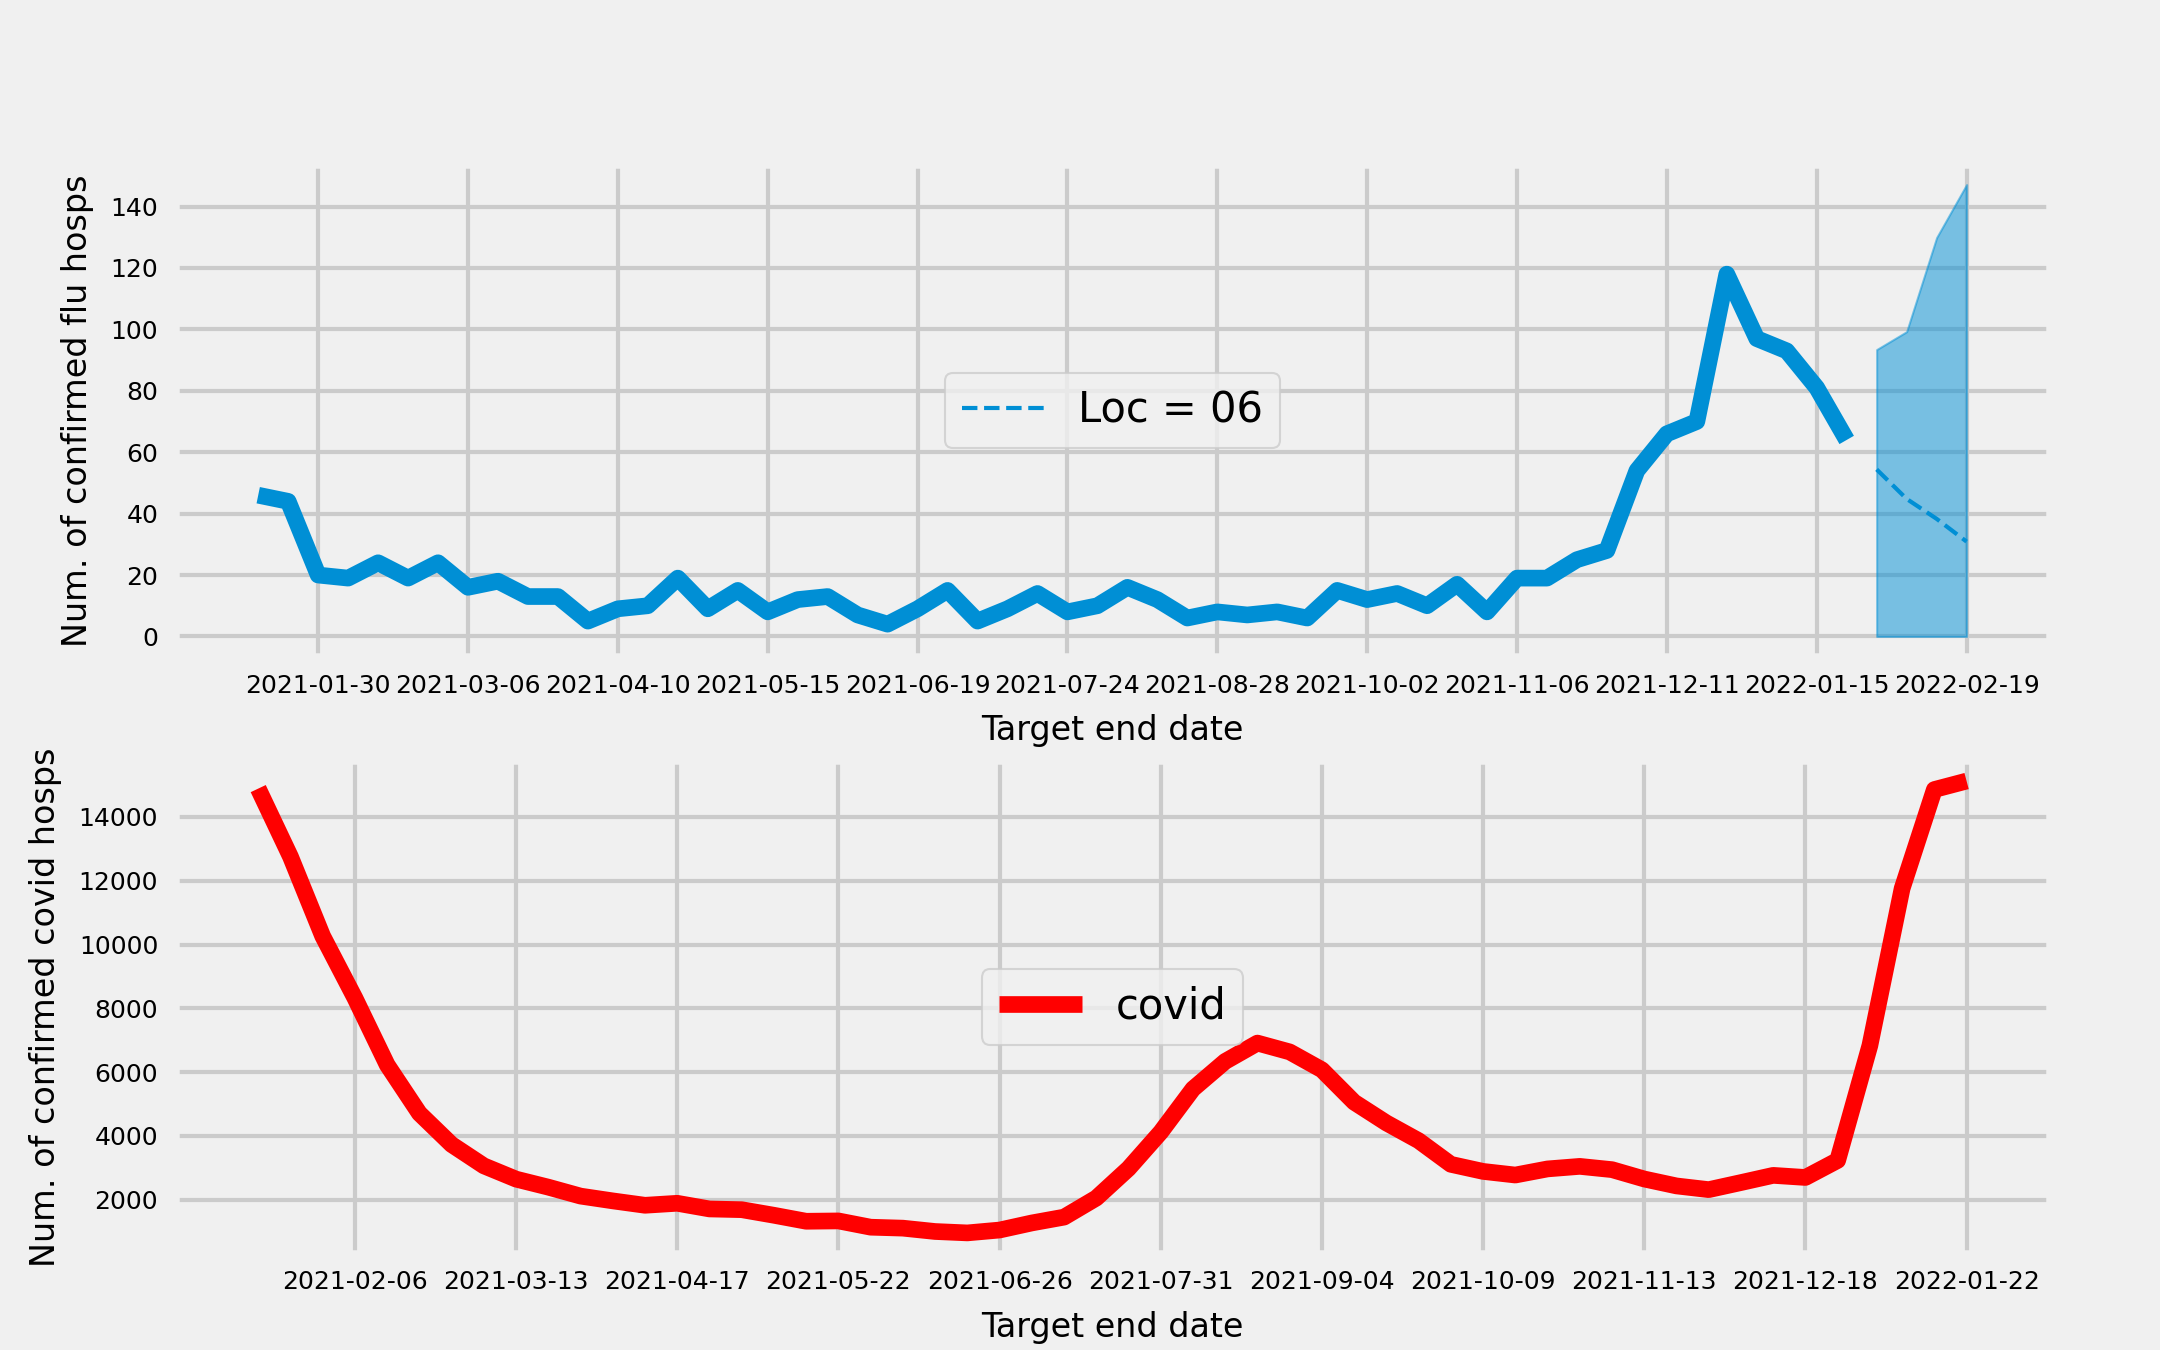 Num. of confirmed flu hosps
140
120
100
80
60
40
20
0
Loc = 06
2021-01-30 2021-03-06 2021-04-10 2021-05-15 2021-06-19 2021-07-24 2021-08-28 2021-10-02 2021-11-06 2021-12-11 2022-01-15 2022-02-19
Target end date
Num. of confirmed covid hosps
14000
12000
10000
8000
6000
4000
2000
covid
2021-02-06 2021-03-13 2021-04-17 2021-05-22 2021-06-26 2021-07-31 2021-09-04 2021-10-09 2021-11-13 2021-12-18 2022-01-22
Target end date